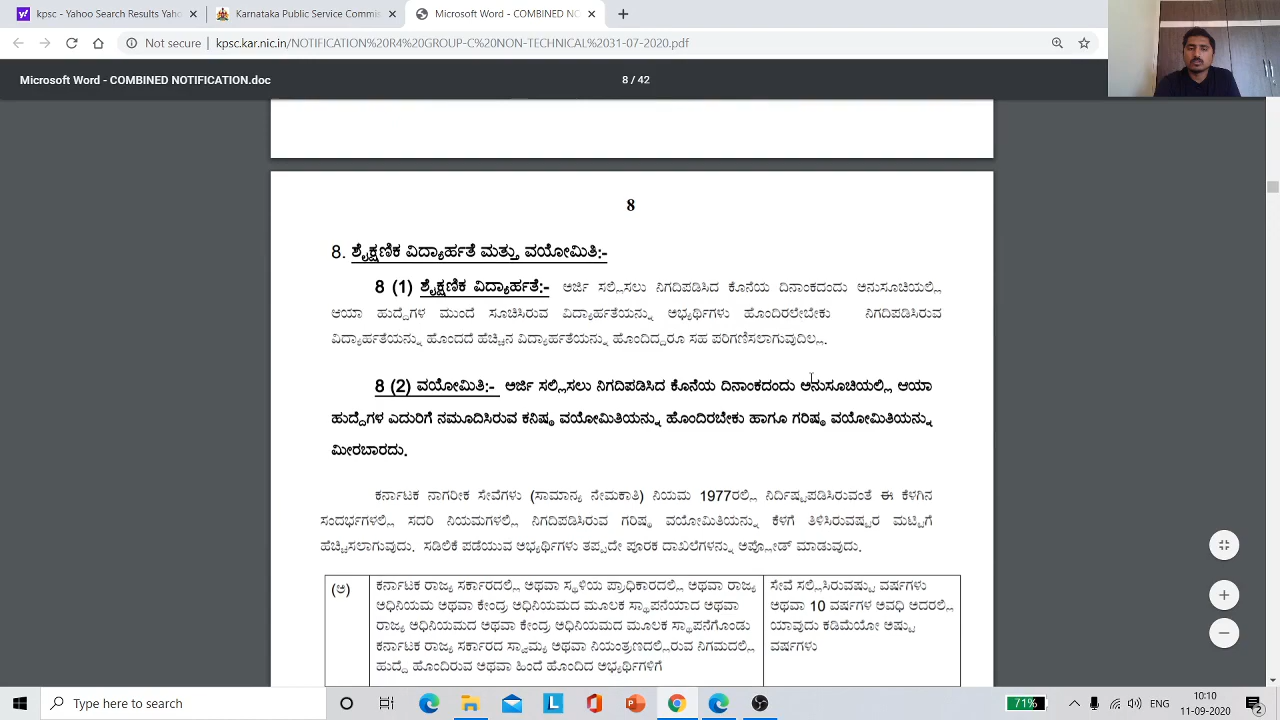 kpsc - Yahoo Search Results Yaho
Karnataka Public Service Commis
Microsoft Word - COMBINED NC
Not secure | kpsc.kar.nic.in/NOTIFICATION%20R4%20GROUP-C%20NON-TECHNICAL%2031-07-2020.pdf
Microsoft Word - COMBINED NOTIFICATION.doc
8 / 42
8
8. ಶೈಕ್ಷಣಿಕ ವಿದ್ಯಾರ್ಹತೆ ಮತ್ತು ವಯೋಮಿತಿ:-
8 (1) ಶೈಕ್ಷಣಿಕ ವಿದ್ಯಾರ್ಹತೆ:- ಅರ್ಜಿ ಸಲ್ಲಿಸಲು ನಿಗದಿಪಡಿಸಿದ ಕೊನೆಯ ದಿನಾಂಕದಂದು ಅನುಸೂಚಿಯಲ್ಲಿ
ಆಯಾ ಹುದ್ದೆಗಳ ಮುಂದೆ ಸೂಚಿಸಿರುವ ವಿದ್ಯಾರ್ಹತೆಯನ್ನು ಅಭ್ಯರ್ಥಿಗಳು ಹೊಂದಿರಲೇಬೇಕು ನಿಗದಿಪಡಿಸಿರುವ
ವಿದ್ಯಾರ್ಹತೆಯನ್ನು ಹೊಂದದೆ ಹೆಚ್ಚಿನ ವಿದ್ಯಾರ್ಹತೆಯನ್ನು ಹೊಂದಿದ್ದರೂ ಸಹ ಪರಿಗಣಿಸಲಾಗುವುದಿಲ್ಲ.
8 (2) ವಯೋಮಿತಿ:- ಅರ್ಜಿ ಸಲ್ಲಿಸಲು ನಿಗದಿಪಡಿಸಿದ ಕೊನೆಯ ದಿನಾಂಕದಂದು ಅನುಸೂಚಿಯಲ್ಲಿ ಆಯಾ
ಹುದ್ದೆಗಳ ಎದುರಿಗೆ ನಮೂದಿಸಿರುವ ಕನಿಷ್ಠ ವಯೋಮಿತಿಯನ್ನು ಹೊಂದಿರಬೇಕು ಹಾಗೂ ಗರಿಷ್ಠ ವಯೋಮಿತಿಯನ್ನು
ಮೀರಬಾರದು.
ಕರ್ನಾಟಕ ನಾಗರೀಕ ಸೇವೆಗಳು (ಸಾಮಾನ್ಯ ನೇಮಕಾತಿ) ನಿಯಮ 1977ರಲ್ಲಿ ನಿರ್ದಿಷ್ಟಪಡಿಸಿರುವಂತೆ ಈ ಕೆಳಗಿನ
ಸಂದರ್ಭಗಳಲ್ಲಿ ಸದರಿ ನಿಯಮಗಳಲ್ಲಿ ನಿಗದಿಪಡಿಸಿರುವ ಗರಿಷ್ಠ ವಯೋಮಿತಿಯನ್ನು ಕೆಳಗೆ ತಿಳಿಸಿರುವಷ್ಟರ ಮಟ್ಟಿಗೆ
ಹೆಚ್ಚಿಸಲಾಗುವುದು. ಸಡಿಲಿಕೆ ಪಡೆಯುವ ಅಭ್ಯರ್ಥಿಗಳು ತಪ್ಪದೇ ಪೂರಕ ದಾಖಲೆಗಳನ್ನು ಅಪ್ಲೋಡ್ ಮಾಡುವುದು.
(ಅ) ಕರ್ನಾಟಕ ರಾಜ್ಯ ಸರ್ಕಾರದಲ್ಲಿ ಅಥವಾ ಸ್ಥಳಿಯ ಪ್ರಾಧಿಕಾರದಲ್ಲಿ ಅಥವಾ ರಾಜ್ಯ
ಅಧಿನಿಯಮ ಅಥವಾ ಕೇಂದ್ರ ಅಧಿನಿಯಮದ ಮೂಲಕ ಸ್ಥಾಪನೆಯಾದ ಅಥವಾ
ರಾಜ್ಯ ಅಧಿನಿಯಮದ ಅಥವಾ ಕೇಂದ್ರ ಅಧಿನಿಯಮದ ಮೂಲಕ ಸ್ಥಾಪನೆಗೊಂಡು
ಕರ್ನಾಟಕ ರಾಜ್ಯ ಸರ್ಕಾರದ ಸ್ವಾಮ್ಯ ಅಥವಾ ನಿಯಂತ್ರಣದಲ್ಲಿರುವ ನಿಗಮದಲ್ಲಿ
ಹುದ್ದೆ ಹೊಂದಿರುವ ಅಥವಾ ಹಿಂದೆ ಹೊಂದಿದ ಅಭ್ಯರ್ಥಿಗಳಿಗೆ
ಸೇವೆ ಸಲ್ಲಿಸಿರುವಷ್ಟು ವರ್ಷಗಳು
ಅಥವಾ 10 ವರ್ಷಗಳ ಅವಧಿ ಅದರಲ್ಲಿ
ಯಾವುದು ಕಡಿಮೆಯೋ ಅಷ್ಟು
ವರ್ಷಗಳು
Type here to search
71%
ENG
10:10
11-09-2020
2